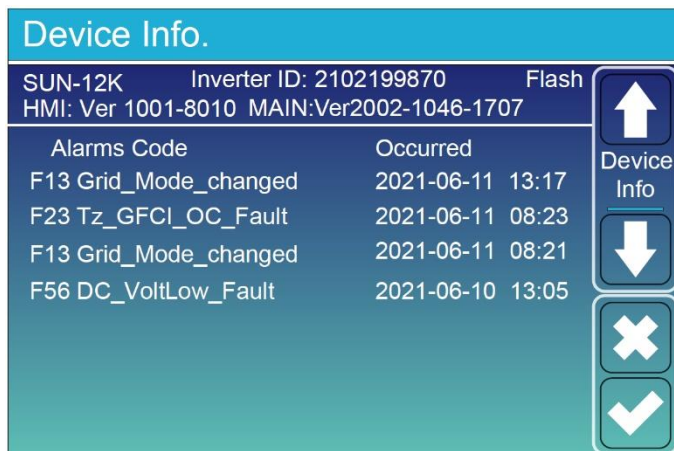 Device Info.
SUN-12K Inverter ID: 2102199870 Flash
HMI: Ver 1001-8010 MAIN:Ver2002-1046-1707
Alarms Code Occurred
F13 Grid_Mode_changed 2021-06-11 13:17
F23 Tz_GFCI_OC_Fault 2021-06-11 08:23
F13 Grid_Mode_changed 2021-06-11 08:21
F56 DC_VoltLow_Fault 2021-06-10 13:05
Device
Info